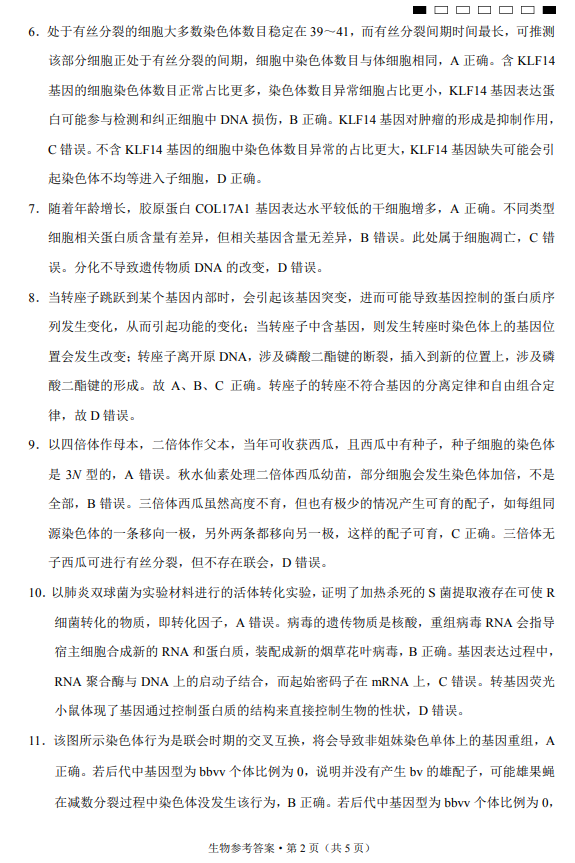 6．处于有丝分裂的细胞大多数染色体数目稳定在 39～41，而有丝分裂间期时间最长，可推测
该部分细胞正处于有丝分裂的间期，细胞中染色体数目与体细胞相同，A 正确。含 KLF14
基因的细胞染色体数目正常占比更多，染色体数目异常细胞占比更小，KLF14 基因表达蛋
白可能参与检测和纠正细胞中 DNA 损伤，B 正确。KLF14 基因对肿瘤的形成是抑制作用，
C 错误。不含 KLF14 基因的细胞中染色体数目异常的占比更大，KLF14 基因缺失可能会引
起染色体不均等进入子细胞，D 正确。
7．随着年龄增长，胶原蛋白 COL17A1 基因表达水平较低的干细胞增多，A 正确。不同类型
细胞相关蛋白质含量有差异，但相关基因含量无差异，B 错误。此处属于细胞凋亡，C 错
误。分化不导致遗传物质 DNA 的改变，D 错误。
8．当转座子跳跃到某个基因内部时，会引起该基因突变，进而可能导致基因控制的蛋白质序
列发生变化，从而引起功能的变化；当转座子中含基因，则发生转座时染色体上的基因位
置会发生改变；转座子离开原 DNA，涉及磷酸二酯键的断裂，插入到新的位置上，涉及磷
酸二酯键的形成。故 A、B、C 正确。转座子的转座不符合基因的分离定律和自由组合定
律，故 D 错误。
9．以四倍体作母本，二倍体作父本，当年可收获西瓜，且西瓜中有种子，种子细胞的染色体
是 3N 型的，A 错误。秋水仙素处理二倍体西瓜幼苗，部分细胞会发生染色体加倍，不是
全部，B 错误。三倍体西瓜虽然高度不育，但也有极少的情况产生可育的配子，如每组同
源染色体的一条移向一极，另外两条都移向另一极，这样的配子可育，C 正确。三倍体无
子西瓜可进行有丝分裂，但不存在联会，D 错误。
10．以肺炎双球菌为实验材料进行的活体转化实验，证明了加热杀死的 S 菌提取液存在可使 R
细菌转化的物质，即转化因子，A 错误。病毒的遗传物质是核酸，重组病毒 RNA 会指导
宿主细胞合成新的 RNA 和蛋白质，装配成新的烟草花叶病毒，B 正确。基因表达过程中，
RNA 聚合酶与 DNA 上的启动子结合，而起始密码子在 mRNA 上，C 错误。转基因荧光
小鼠体现了基因通过控制蛋白质的结构来直接控制生物的性状，D 错误。
11．该图所示染色体行为是联会时期的交叉互换，将会导致非姐妹染色单体上的基因重组，A
正确。若后代中基因型为 bbvv 个体比例为 0，说明并没有产生 bv 的雄配子，可能雄果蝇
在减数分裂过程中染色体没发生该行为，B 正确。若后代中基因型为 bbvv 个体比例为 0，
生物参考答案·第 2 页（共 5 页）